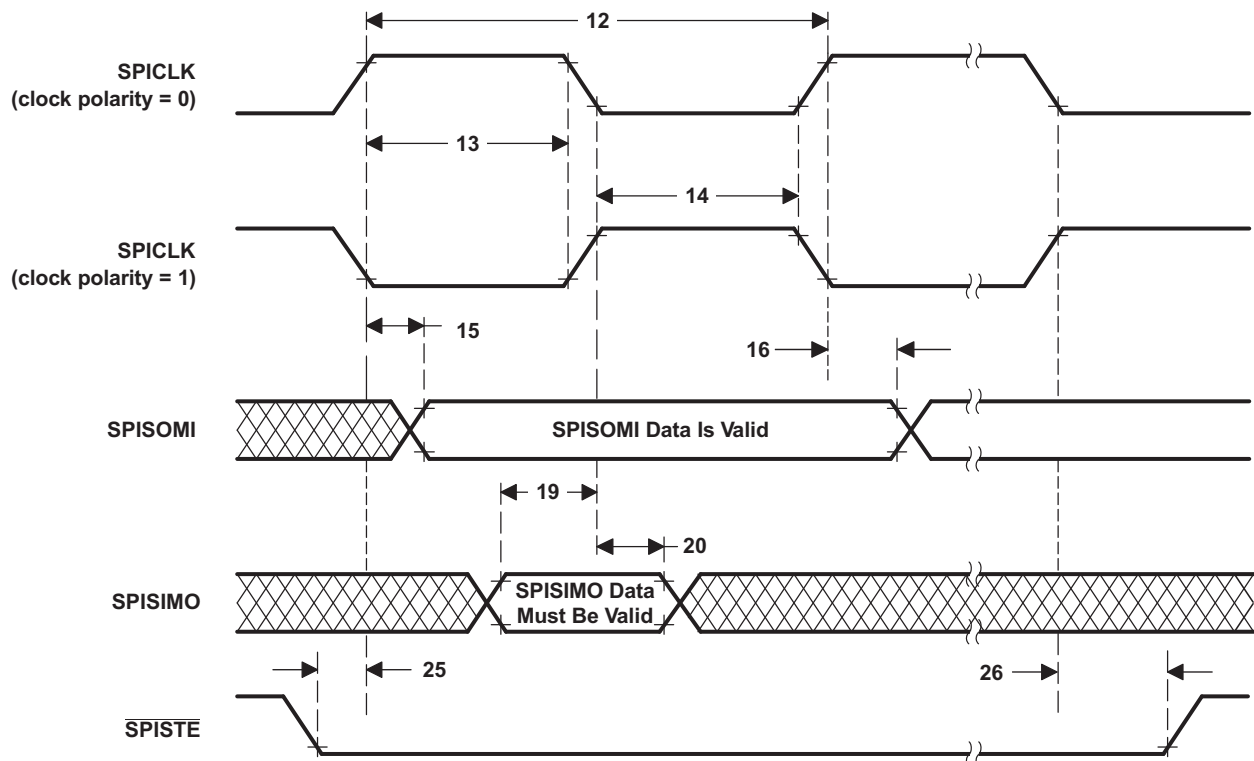 12
SPICLK
(clock polarity = 0)
13
14
SPICLK
(clock polarity = 1)
15
16
SPISOMI
SPISOMI Data Is Valid
19
20
SPISIMO
SPISIMO Data
Must Be Valid
25
26
SPISTE